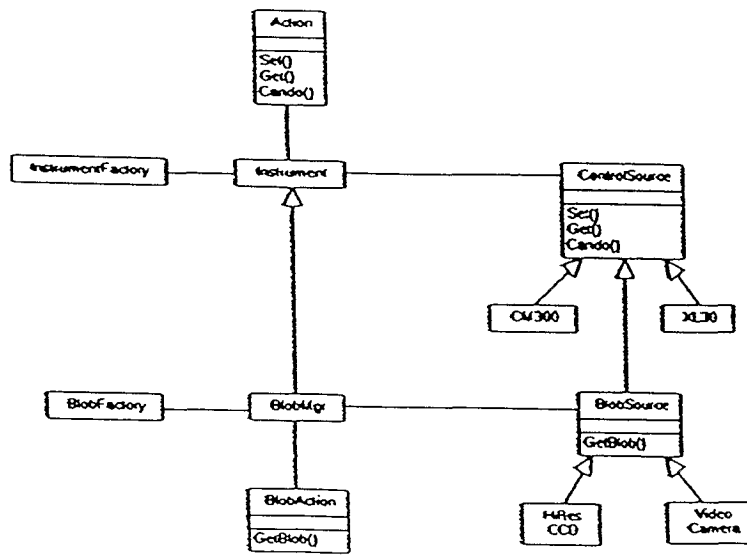 Action
Set()
Get()
Cando()
InstrumentFactory
Instrument
ControlSource
Set()
Get()
Cando()
CM300
XL30
BlobFactory
BlobMgr
BlobSource
GetBlob()
BlobAction
GetBlob()
HiRes
CCD
Video
Camera